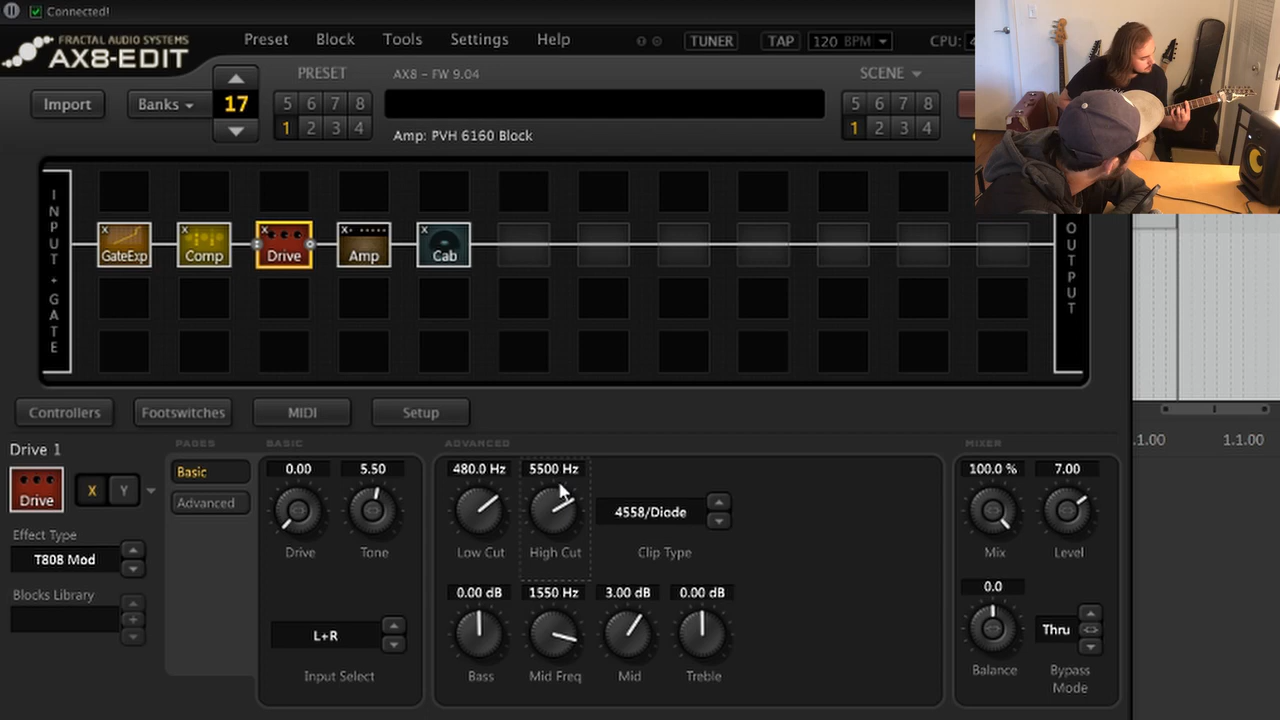 Connected!
FRACTAL AUDIO SYSTEMS
AX8-EDIT
Preset Block Tools Settings Help
TUNER TAP 120 BPM CPU:
PRESET AX8 - FW 9.04 SCENE
Import Banks 17
5 6 7 8
1 2 3 4
5 6 7 8
1 2 3 4
Amp: PVH 6160 Block
INPUT + GATE
X GateExp X Comp X Drive X Amp X Cab
OUTPUT
Controllers Footswitches MIDI Setup
.1.00 1.1.00
Drive 1 PAGES BASIC ADVANCED MIXER
Basic
Advanced
Drive X Y
Effect Type
T808 Mod
Blocks Library
0.00 5.50
Drive Tone
L+R
Input Select
480.0 Hz 5500 Hz
4558/Diode
Low Cut High Cut Clip Type
0.00 dB 1550 Hz 3.00 dB 0.00 dB
Bass Mid Freq Mid Treble
100.0 % 7.00
Mix Level
0.0
Thru
Balance Bypass
Mode